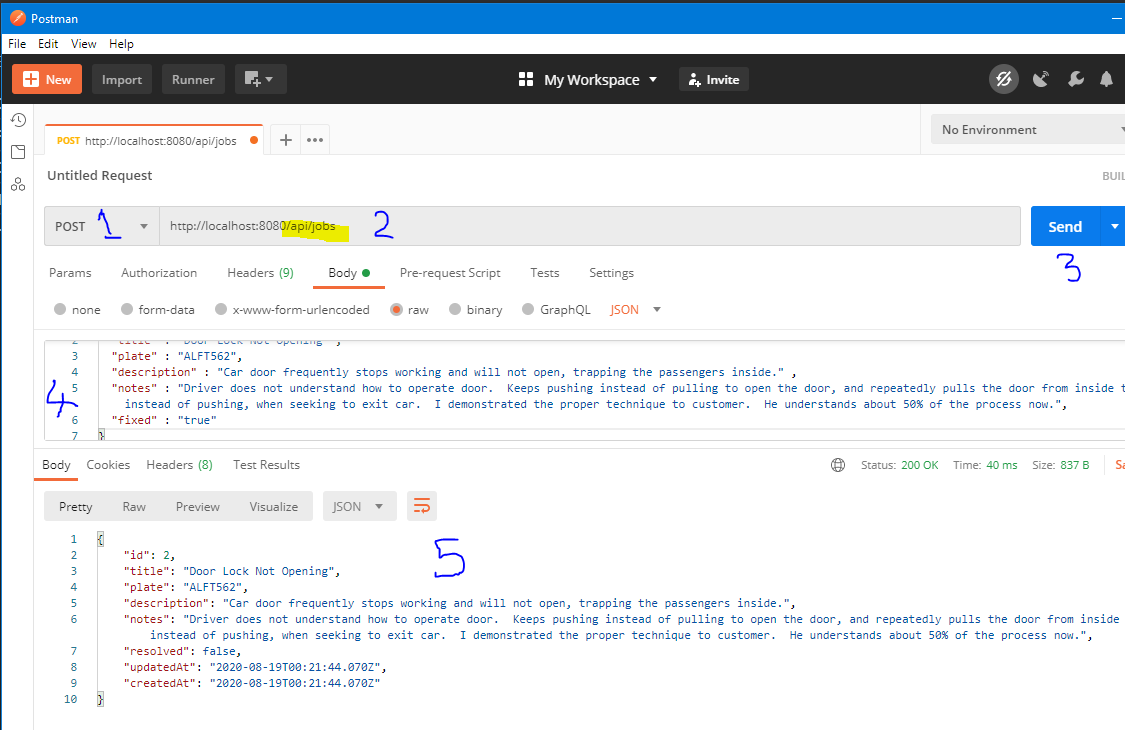 Postman
File Edit View Help
New Import Runner My Workspace Invite
POST http://localhost:8080/api/jobs No Environment
Untitled Request
POST 1 http://localhost:8080/api/jobs 2 Send
3
Params Authorization Headers (9) Body Pre-request Script Tests Settings
none form-data x-www-form-urlencoded raw binary GraphQL JSON
2 "title" : "Door Lock Not Opening" ,
3 "plate" : "ALFT562",
4 "description" : "Car door frequently stops working and will not open, trapping the passengers inside." ,
4
5 "notes" : "Driver does not understand how to operate door.  Keeps pushing instead of pulling to open the door, and repeatedly pulls the door from inside
instead of pushing, when seeking to exit car.  I demonstrated the proper technique to customer.  He understands about 50% of the process now.",
6 "fixed" : "true"
7 }
Body Cookies Headers (8) Test Results Status: 200 OK Time: 40 ms Size: 837 B
Pretty Raw Preview Visualize JSON
5
1 {
2 "id": 2,
3 "title": "Door Lock Not Opening",
4 "plate": "ALFT562",
5 "description": "Car door frequently stops working and will not open, trapping the passengers inside.",
6 "notes": "Driver does not understand how to operate door.  Keeps pushing instead of pulling to open the door, and repeatedly pulls the door from inside
instead of pushing, when seeking to exit car.  I demonstrated the proper technique to customer.  He understands about 50% of the process now.",
7 "resolved": false,
8 "updatedAt": "2020-08-19T00:21:44.070Z",
9 "createdAt": "2020-08-19T00:21:44.070Z"
10 }